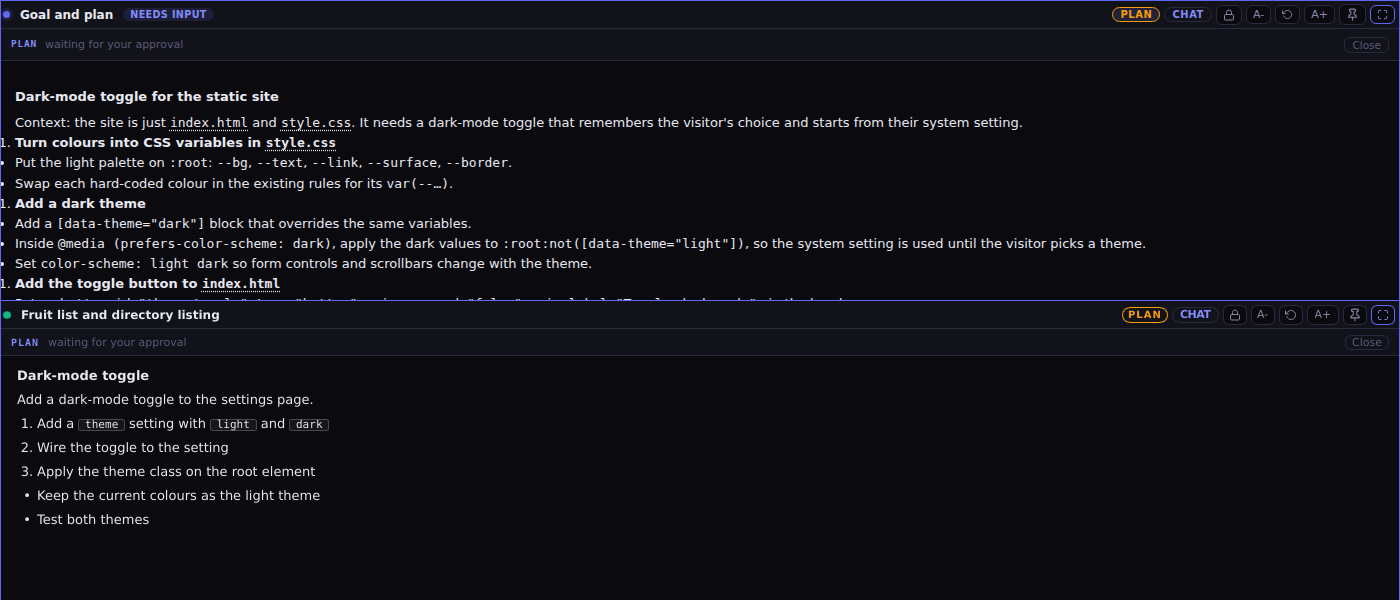 Goal and plan NEEDS INPUT PLAN CHAT A- A+
PLAN waiting for your approval Close
Dark-mode toggle for the static site
Context: the site is just index.html and style.css. It needs a dark-mode toggle that remembers the visitor's choice and starts from their system setting.
1. Turn colours into CSS variables in style.css
• Put the light palette on :root: --bg, --text, --link, --surface, --border.
• Swap each hard-coded colour in the existing rules for its var(--…).
1. Add a dark theme
• Add a [data-theme="dark"] block that overrides the same variables.
• Inside @media (prefers-color-scheme: dark), apply the dark values to :root:not([data-theme="light"]), so the system setting is used until the visitor picks a theme.
• Set color-scheme: light dark so form controls and scrollbars change with the theme.
1. Add the toggle button to index.html
Fruit list and directory listing PLAN CHAT A- A+
PLAN waiting for your approval Close
Dark-mode toggle
Add a dark-mode toggle to the settings page.
1. Add a theme setting with light and dark
2. Wire the toggle to the setting
3. Apply the theme class on the root element
• Keep the current colours as the light theme
• Test both themes